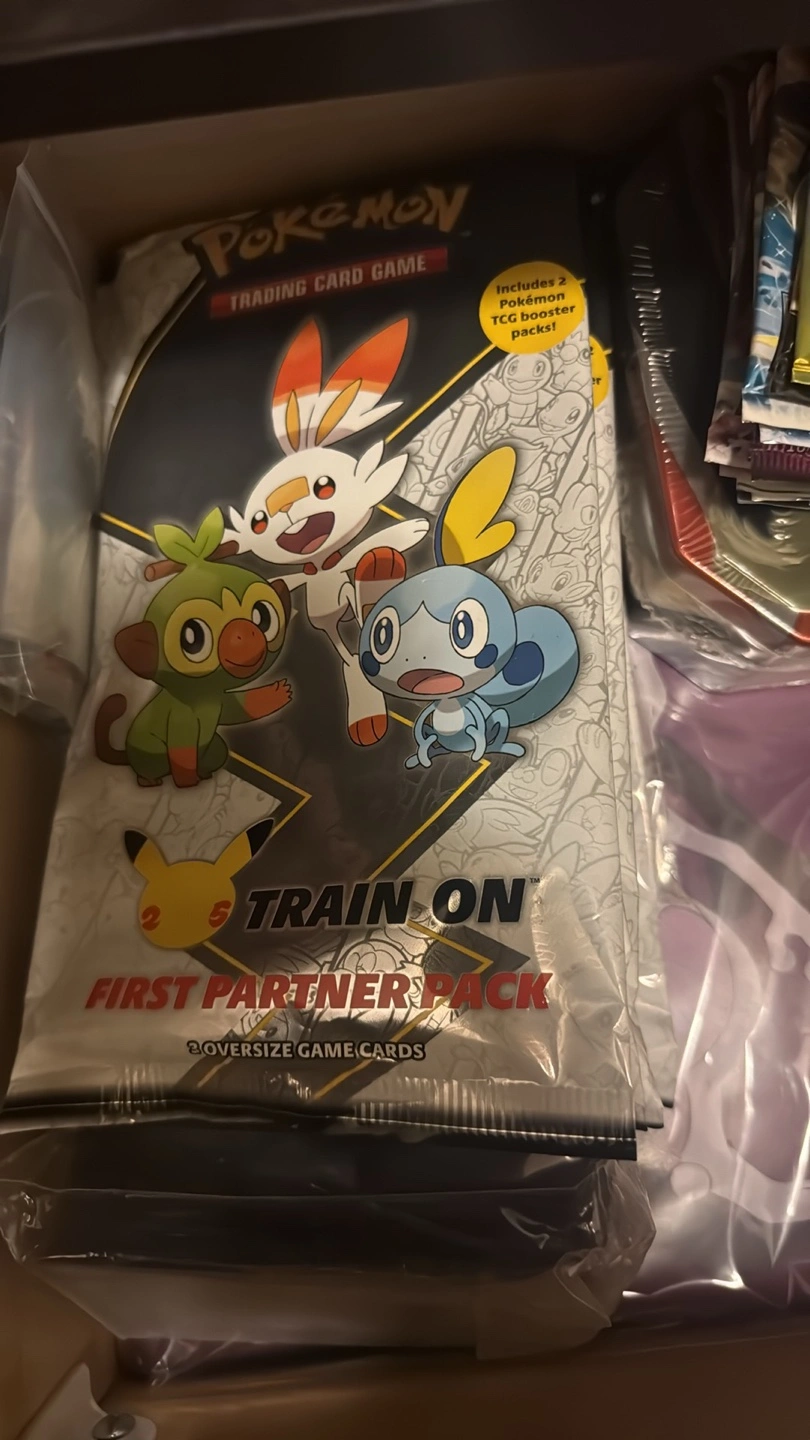 POKéMON
TRADING CARD GAME
Includes 2
Pokémon
TCG booster
packs!
25 TRAIN ON™
FIRST PARTNER PACK
2 OVERSIZE GAME CARDS